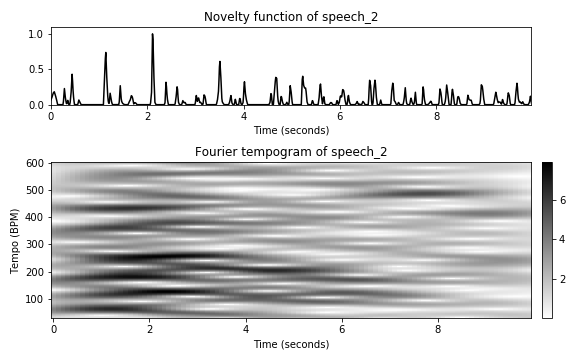 Novelty function of speech_2
1.0
0.5
0.0
0 2 4 6 8
Time (seconds)
Fourier tempogram of speech_2
Tempo (BPM)
600
500
400
300
200
100
0 2 4 6 8
Time (seconds)
6
4
2